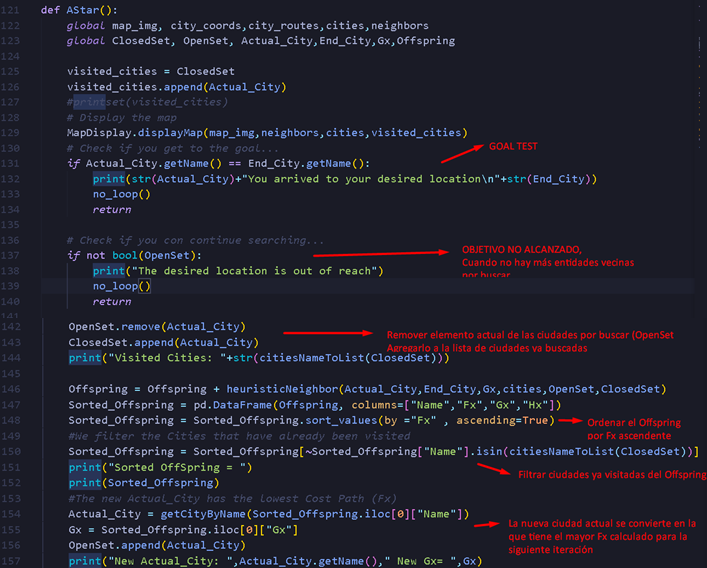 121 def AStar():
122 global map_img, city_coords,city_routes,cities,neighbors
123 global ClosedSet, OpenSet, Actual_City,End_City,Gx,Offspring
124
125 visited_cities = ClosedSet
126 visited_cities.append(Actual_City)
127 #printset(visited_cities)
128 # Display the map
129 MapDisplay.displayMap(map_img,neighbors,cities,visited_cities)
130 # Check if you get to the goal...
131 if Actual_City.getName() == End_City.getName():
GOAL TEST
132 print(str(Actual_City)+"You arrived to your desired location\n"+str(End_City))
133 no_loop()
134 return
135
136 # Check if you con continue searching...
137 if not bool(OpenSet):
OBJETIVO NO ALCANZADO,
Cuando no hay más entidades vecinas
por buscar
138 print("The desired location is out of reach")
139 no_loop()
140 return
141
142 OpenSet.remove(Actual_City)
Remover elemento actual de las ciudades por buscar (OpenSet
Agregarlo a la lista de ciudades ya buscadas
143 ClosedSet.append(Actual_City)
144 print("Visited Cities: "+str(citiesNameToList(ClosedSet)))
145
146 Offspring = Offspring + heuristicNeighbor(Actual_City,End_City,Gx,cities,OpenSet,ClosedSet)
147 Sorted_Offspring = pd.DataFrame(Offspring, columns=["Name","Fx","Gx","Hx"])
148 Sorted_Offspring = Sorted_Offspring.sort_values(by ="Fx" , ascending=True)
Ordenar el Offspring
por Fx ascendente
149 #We filter the Cities that have already been visited
150 Sorted_Offspring = Sorted_Offspring[~Sorted_Offspring["Name"].isin(citiesNameToList(ClosedSet))]
151 print("Sorted OffSpring = ")
Filtrar ciudades ya visitadas del Offspring
152 print(Sorted_Offspring)
153 #The new Actual_City has the lowest Cost Path (Fx)
154 Actual_City = getCityByName(Sorted_Offspring.iloc[0]["Name"])
155 Gx = Sorted_Offspring.iloc[0]["Gx"]
La nueva ciudad actual se convierte en la
que tiene el mayor Fx calculado para la
siguiente iteración
156 OpenSet.append(Actual_City)
157 print("New Actual_City: ",Actual_City.getName()," New Gx= ",Gx)